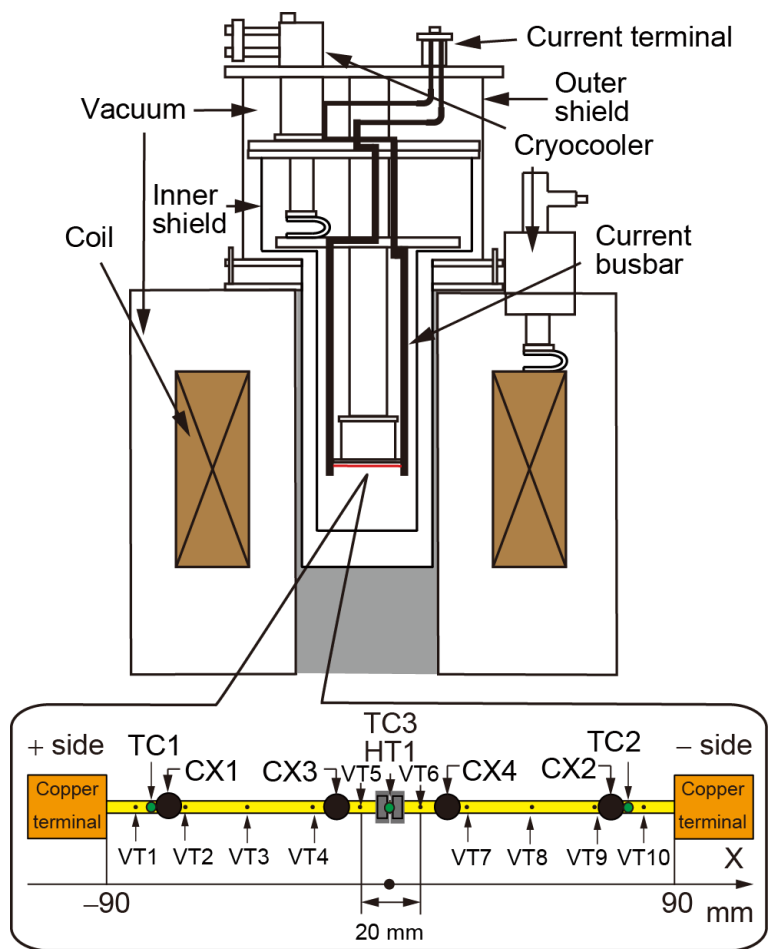 Current terminal
Outer
shield
Vacuum
Cryocooler
Inner
shield
Coil
Current
busbar
+ side
TC1
CX1
CX3
TC3
HT1
VT5
VT6
CX4
CX2
TC2
− side
Copper
terminal
Copper
terminal
VT1
VT2
VT3
VT4
VT7
VT8
VT9
VT10
X
−90
20 mm
90
mm